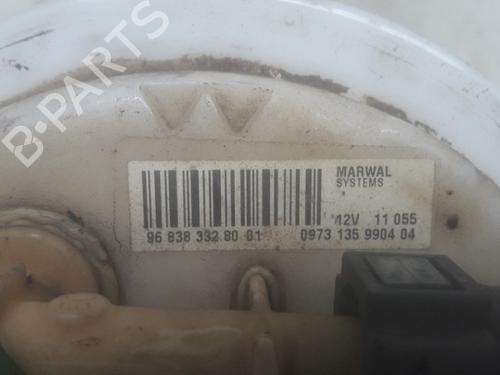 B-PARTS
MARWAL
SYSTEMS
12V 11 055
96 838 332 80 01 0973 135 9904 04